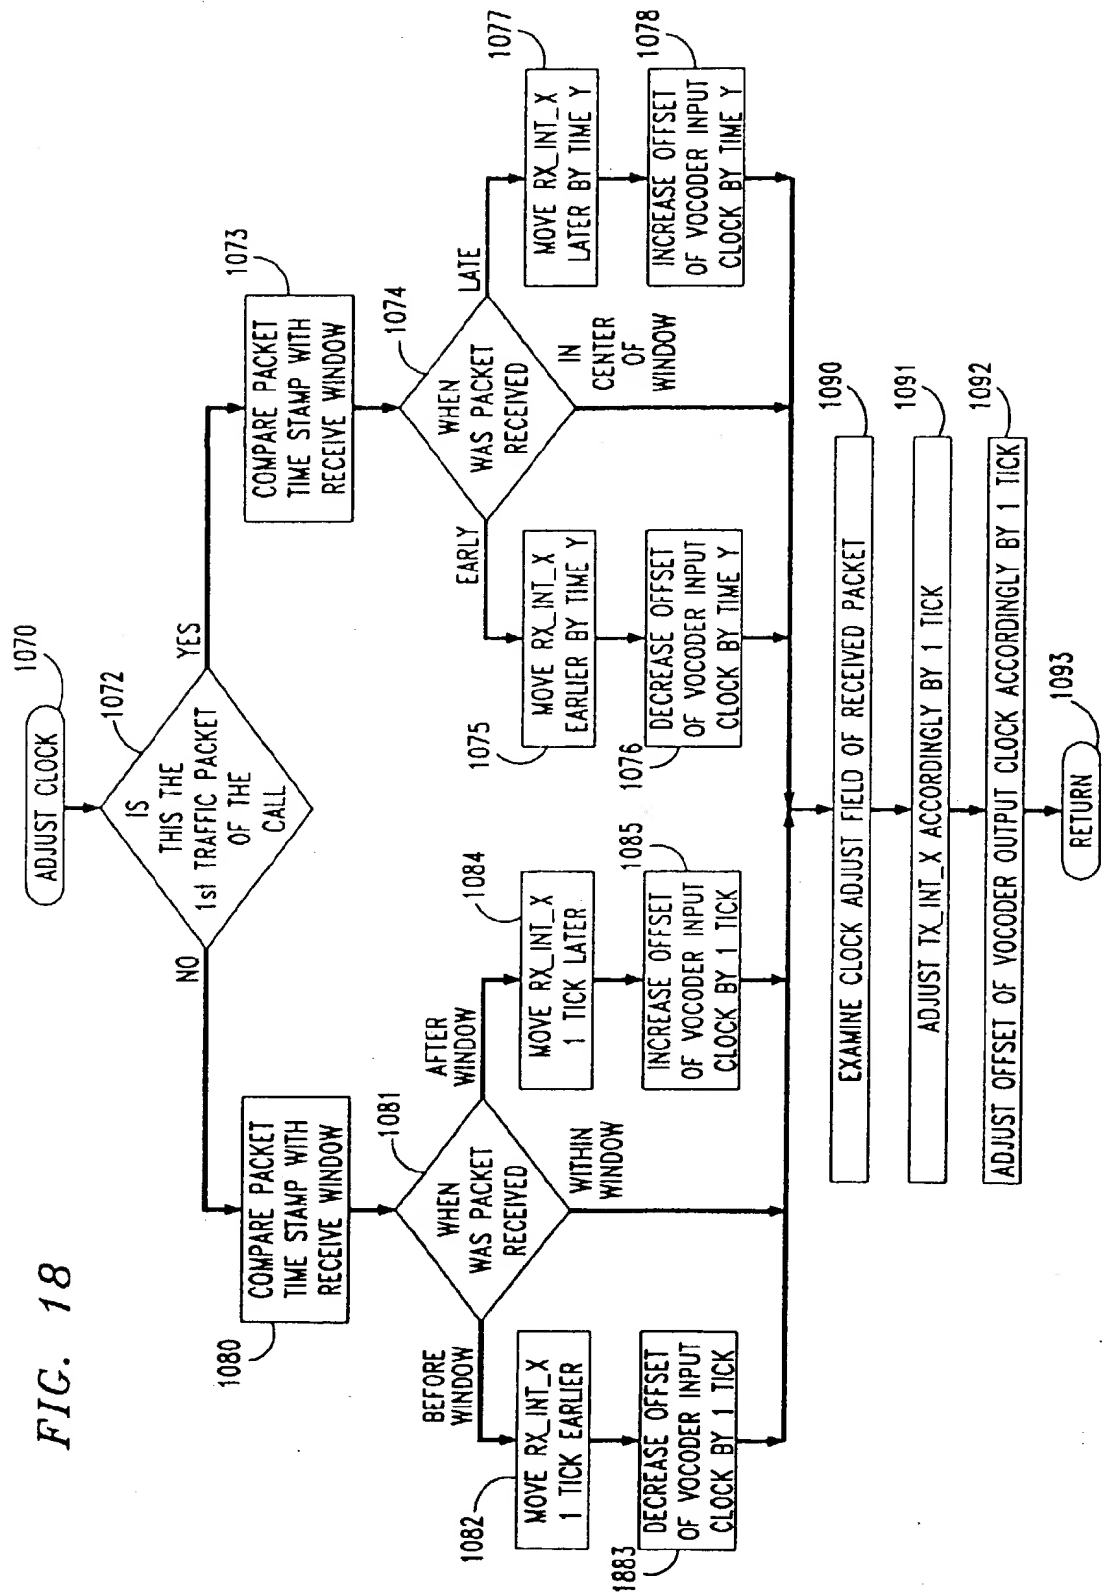 FIG. 18
ADJUST CLOCK
1070
IS
THIS THE
1st TRAFFIC PACKET
OF THE
CALL
1072
NO
YES
COMPARE PACKET
TIME STAMP WITH
RECEIVE WINDOW
1080
WHEN
WAS PACKET
RECEIVED
1081
BEFORE
WINDOW
WITHIN
WINDOW
AFTER
WINDOW
MOVE RX_INT_X
1 TICK EARLIER
1082
DECREASE OFFSET
OF VOCODER INPUT
CLOCK BY 1 TICK
1883
MOVE RX_INT_X
1 TICK LATER
1084
INCREASE OFFSET
OF VOCODER INPUT
CLOCK BY 1 TICK
1085
COMPARE PACKET
TIME STAMP WITH
RECEIVE WINDOW
1073
WHEN
WAS PACKET
RECEIVED
1074
EARLY
IN
CENTER
OF
WINDOW
LATE
MOVE RX_INT_X
EARLIER BY TIME Y
1075
DECREASE OFFSET
OF VOCODER INPUT
CLOCK BY TIME Y
1076
MOVE RX_INT_X
LATER BY TIME Y
1077
INCREASE OFFSET
OF VOCODER INPUT
CLOCK BY TIME Y
1078
EXAMINE CLOCK ADJUST FIELD OF RECEIVED PACKET
1090
ADJUST TX_INT_X ACCORDINGLY BY 1 TICK
1091
ADJUST OFFSET OF VOCODER OUTPUT CLOCK ACCORDINGLY BY 1 TICK
1092
RETURN
1093